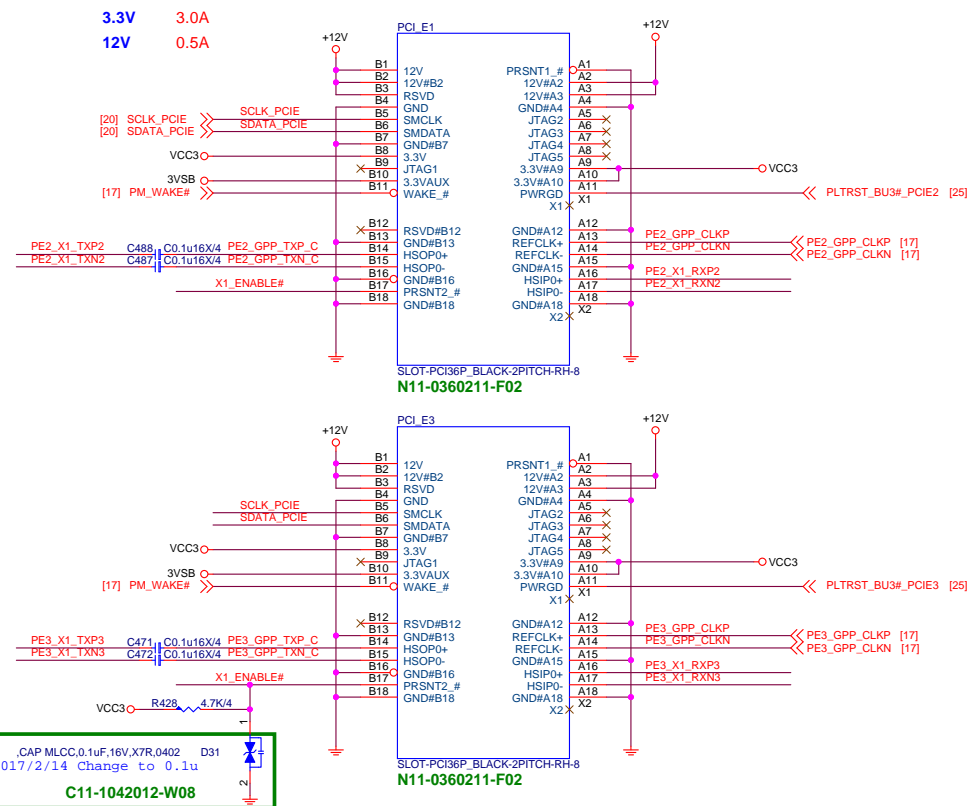 3.3V 3.0A
12V 0.5A
PCI_E1
+12V +12V
B1 12V PRSNT1_# A1
B2 12V#B2 12V#A2 A2
B3 RSVD 12V#A3 A3
B4 GND GND#A4 A4
[20] SCLK_PCIE SCLK_PCIE B5 SMCLK JTAG2 A5
[20] SDATA_PCIE SDATA_PCIE B6 SMDATA JTAG3 A6
B7 GND#B7 JTAG4 A7
VCC3 B8 3.3V JTAG5 A8
B9 JTAG1 3.3V#A9 A9 VCC3
3VSB B10 3.3VAUX 3.3V#A10 A10
[17] PM_WAKE# B11 WAKE_# PWRGD A11 PLTRST_BU3#_PCIE2 [25]
X1 X1
B12 RSVD#B12 GND#A12 A12
B13 GND#B13 REFCLK+ A13 PE2_GPP_CLKP PE2_GPP_CLKP [17]
PE2_X1_TXP2 C488 C0.1u16X/4 PE2_GPP_TXP_C B14 HSOP0+ REFCLK- A14 PE2_GPP_CLKN PE2_GPP_CLKN [17]
PE2_X1_TXN2 C487 C0.1u16X/4 PE2_GPP_TXN_C B15 HSOP0- GND#A15 A15
B16 GND#B16 HSIP0+ A16 PE2_X1_RXP2
X1_ENABLE# B17 PRSNT2_# HSIP0- A17 PE2_X1_RXN2
B18 GND#B18 GND#A18 A18
X2 X2
SLOT-PCI36P_BLACK-2PITCH-RH-8
N11-0360211-F02
PCI_E3
+12V +12V
B1 12V PRSNT1_# A1
B2 12V#B2 12V#A2 A2
B3 RSVD 12V#A3 A3
B4 GND GND#A4 A4
SCLK_PCIE B5 SMCLK JTAG2 A5
SDATA_PCIE B6 SMDATA JTAG3 A6
B7 GND#B7 JTAG4 A7
VCC3 B8 3.3V JTAG5 A8
B9 JTAG1 3.3V#A9 A9 VCC3
3VSB B10 3.3VAUX 3.3V#A10 A10
[17] PM_WAKE# B11 WAKE_# PWRGD A11 PLTRST_BU3#_PCIE3 [25]
X1 X1
B12 RSVD#B12 GND#A12 A12
B13 GND#B13 REFCLK+ A13 PE3_GPP_CLKP PE3_GPP_CLKP [17]
PE3_X1_TXP3 C471 C0.1u16X/4 PE3_GPP_TXP_C B14 HSOP0+ REFCLK- A14 PE3_GPP_CLKN PE3_GPP_CLKN [17]
PE3_X1_TXN3 C472 C0.1u16X/4 PE3_GPP_TXN_C B15 HSOP0- GND#A15 A15
B16 GND#B16 HSIP0+ A16 PE3_X1_RXP3
X1_ENABLE# B17 PRSNT2_# HSIP0- A17 PE3_X1_RXN3
B18 GND#B18 GND#A18 A18
X2 X2
VCC3 R428 4.7K/4
1
,CAP MLCC,0.1uF,16V,X7R,0402 D31
017/2/14 Change to 0.1u
2
C11-1042012-W08
SLOT-PCI36P_BLACK-2PITCH-RH-8
N11-0360211-F02